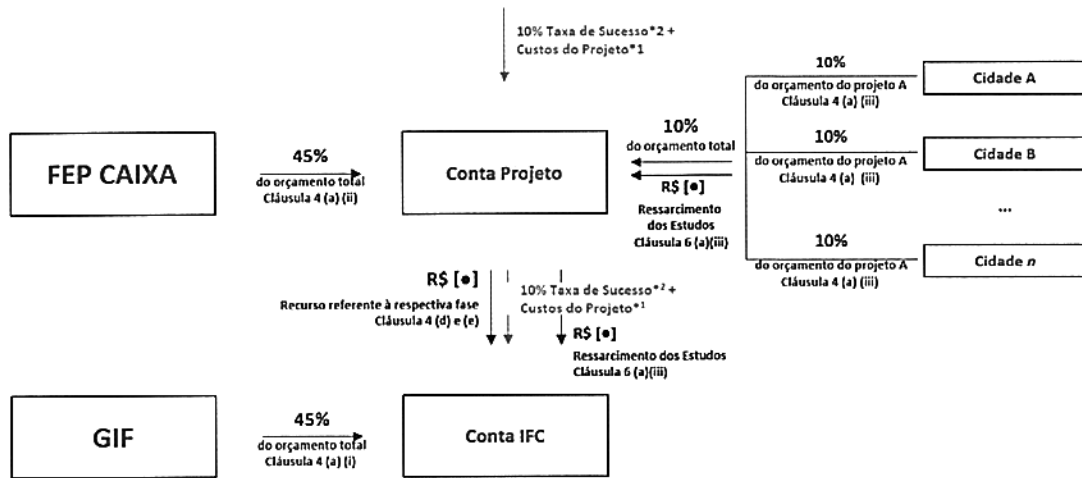 10% Taxa de Sucesso*2 +
Custos do Projeto*1
10%
do orçamento do projeto A
Cláusula 4 (a) (iii)
Cidade A
FEP CAIXA
45%
do orçamento total
Cláusula 4 (a) (ii)
Conta Projeto
10%
do orçamento total
R$ [●]
Ressarcimento
dos Estudos
Cláusula 6 (a)(iii)
10%
do orçamento do projeto A
Cláusula 4 (a) (iii)
Cidade B
...
10%
do orçamento do projeto A
Cláusula 4 (a) (iii)
Cidade n
R$ [●]
Recurso referente à respectiva fase
Cláusula 4 (d) e (e)
10% Taxa de Sucesso*² +
Custos do Projeto*¹
R$ [●]
Ressarcimento dos Estudos
Cláusula 6 (a)(iii)
GIF
45%
do orçamento total
Cláusula 4 (a) (i)
Conta IFC